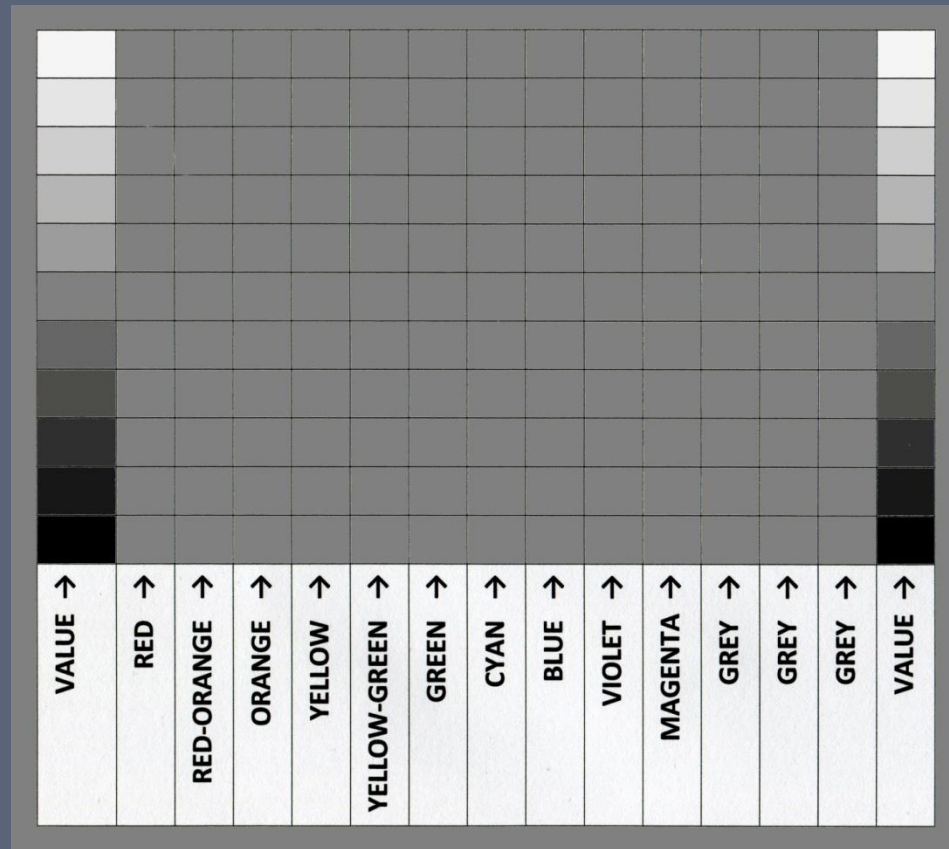 VALUE →
RED →
RED-ORANGE →
ORANGE →
YELLOW →
YELLOW-GREEN →
GREEN →
CYAN →
BLUE →
VIOLET →
MAGENTA →
GREY →
GREY →
GREY →
VALUE →